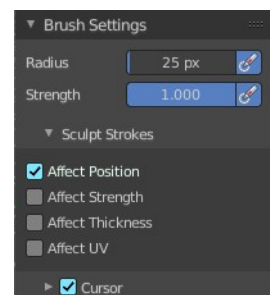 Brush Settings
Radius 25 px
Strength 1.000
Sculpt Strokes
Affect Position
Affect Strength
Affect Thickness
Affect UV
Cursor